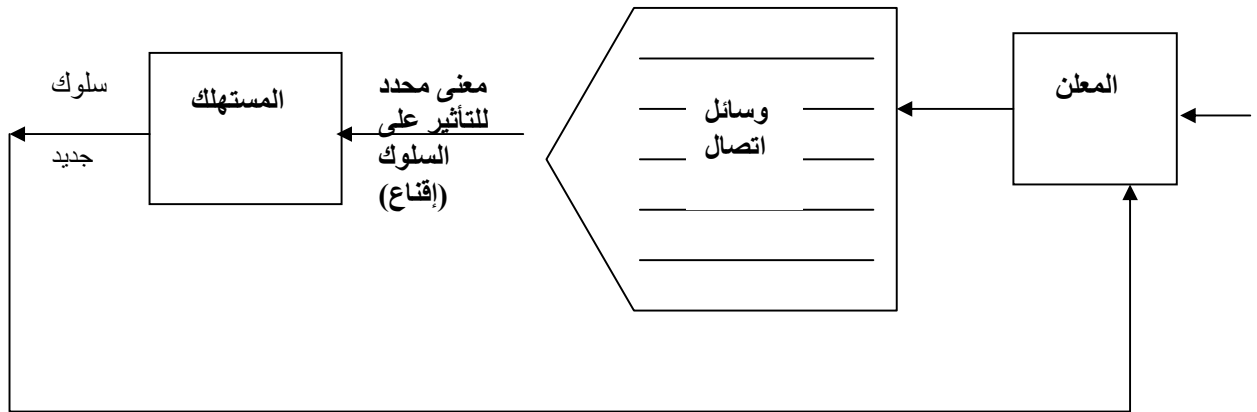 المعلن
وسائل
اتصال
معنى محدد
للتأثير على
السلوك
(إقناع)
المستهلك
سلوك
جديد